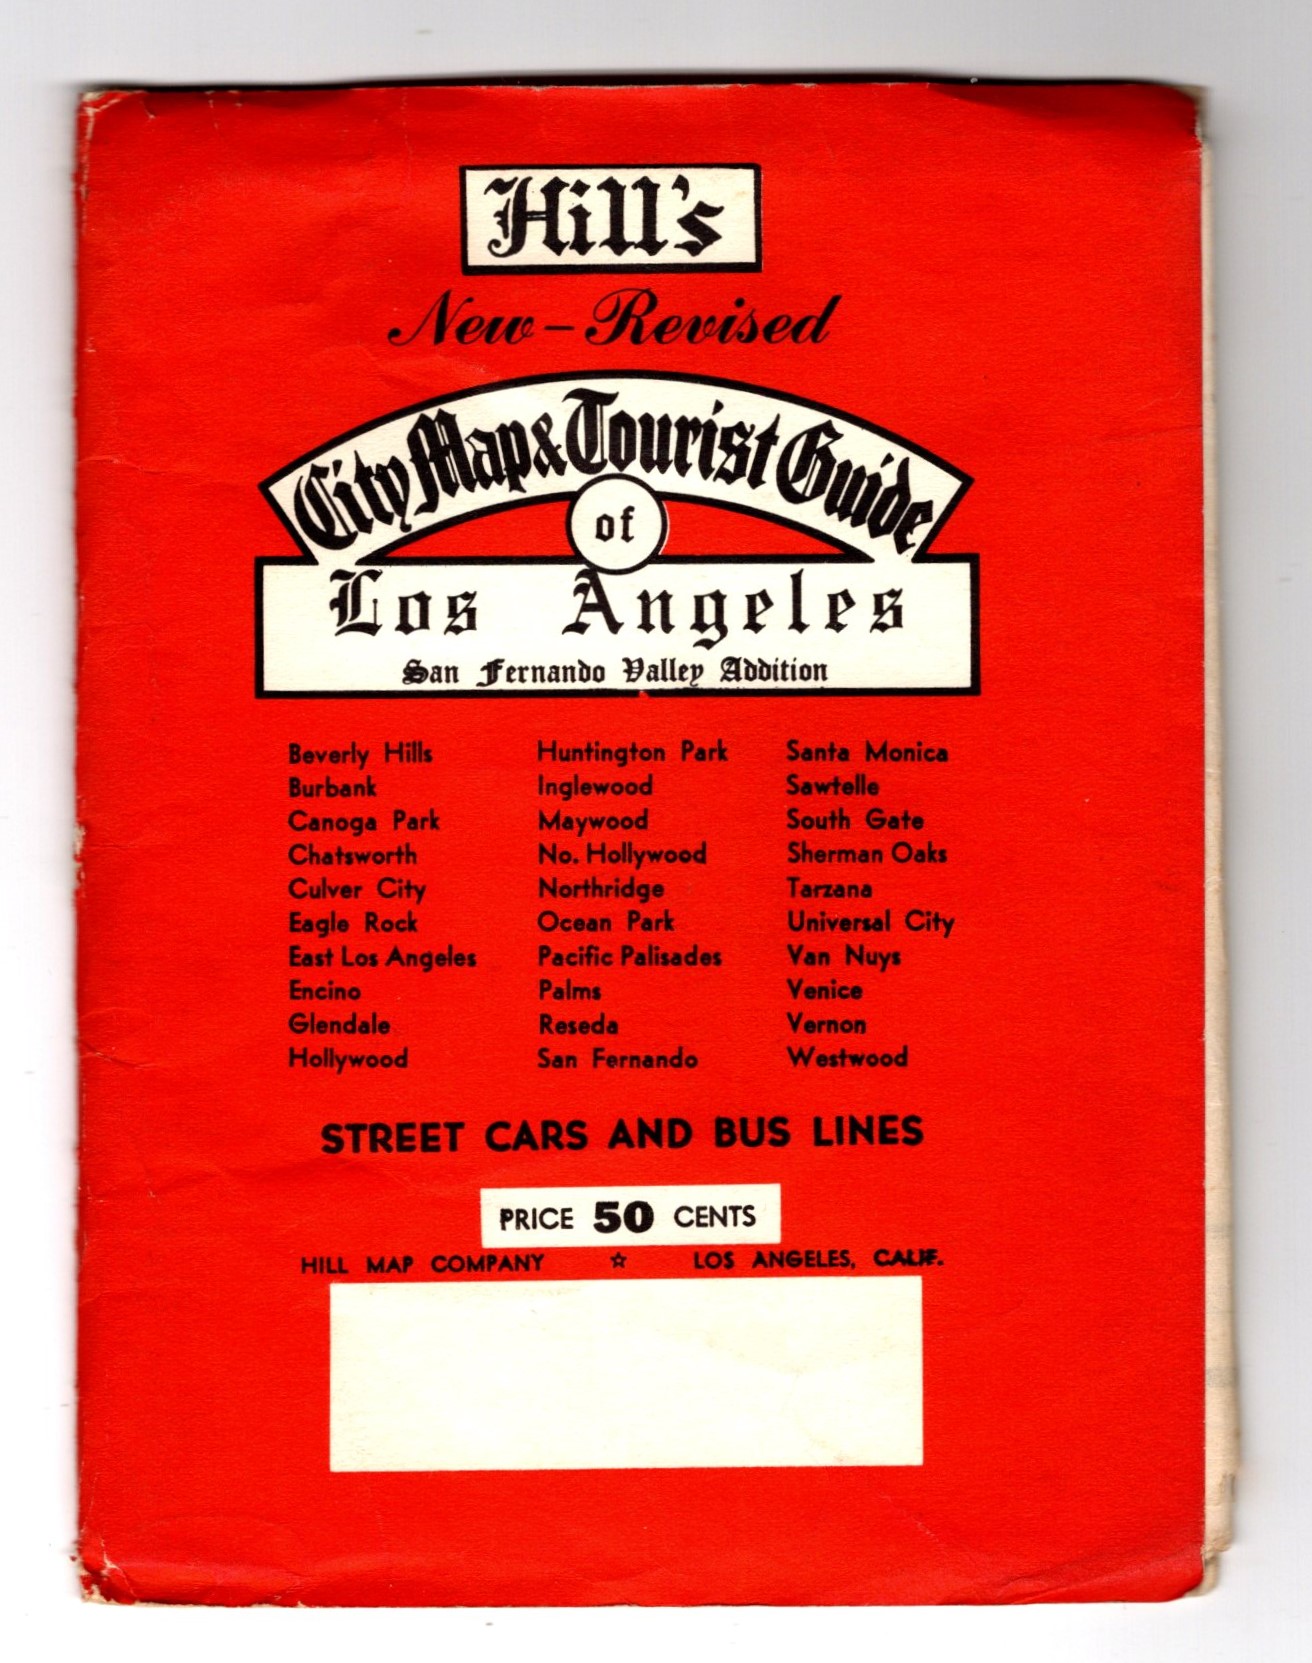 Hill's
New – Revised
City Map & Tourist Guide
of
Los Angeles
San Fernando Valley Addition
Beverly Hills
Burbank
Canoga Park
Chatsworth
Culver City
Eagle Rock
East Los Angeles
Encino
Glendale
Hollywood
Huntington Park
Inglewood
Maywood
No. Hollywood
Northridge
Ocean Park
Pacific Palisades
Palms
Reseda
San Fernando
Santa Monica
Sawtelle
South Gate
Sherman Oaks
Tarzana
Universal City
Van Nuys
Venice
Vernon
Westwood
STREET CARS AND BUS LINES
PRICE 50 CENTS
HILL MAP COMPANY ☆ LOS ANGELES, CALIF.